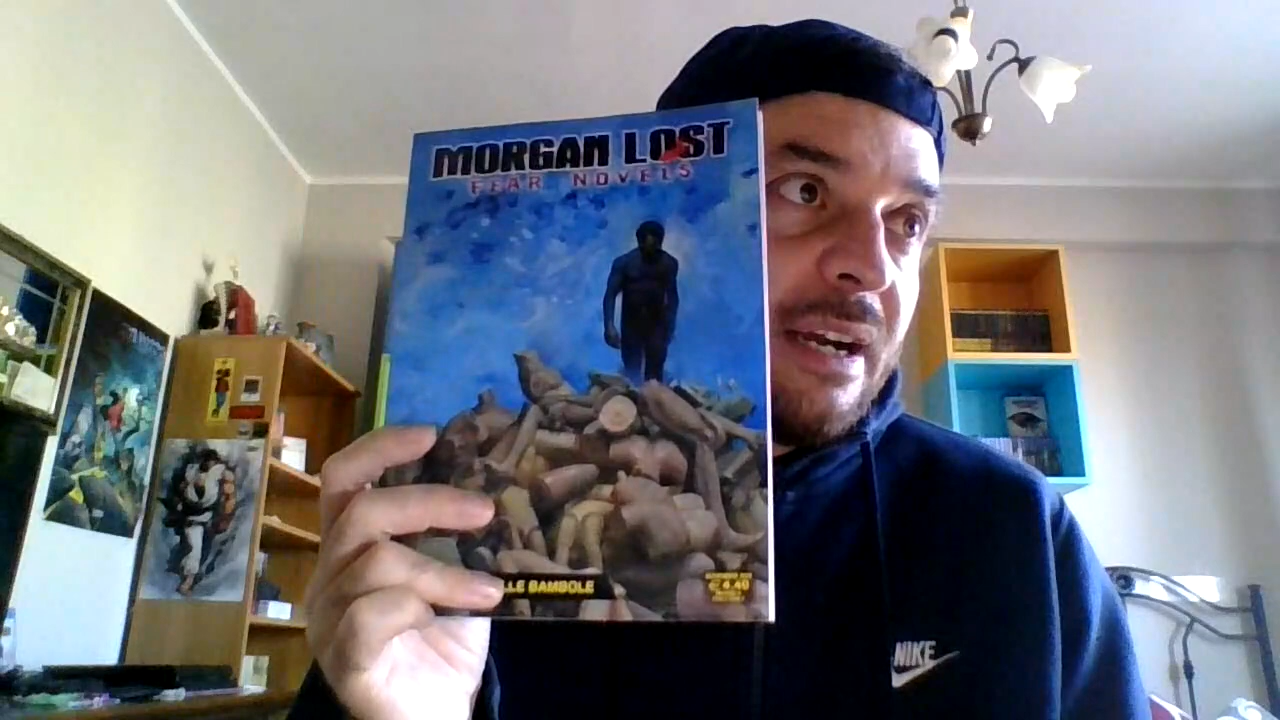 MORGAN LOST
FEAR NOVELS
LLE BAMBOLE
4.40
NIKE